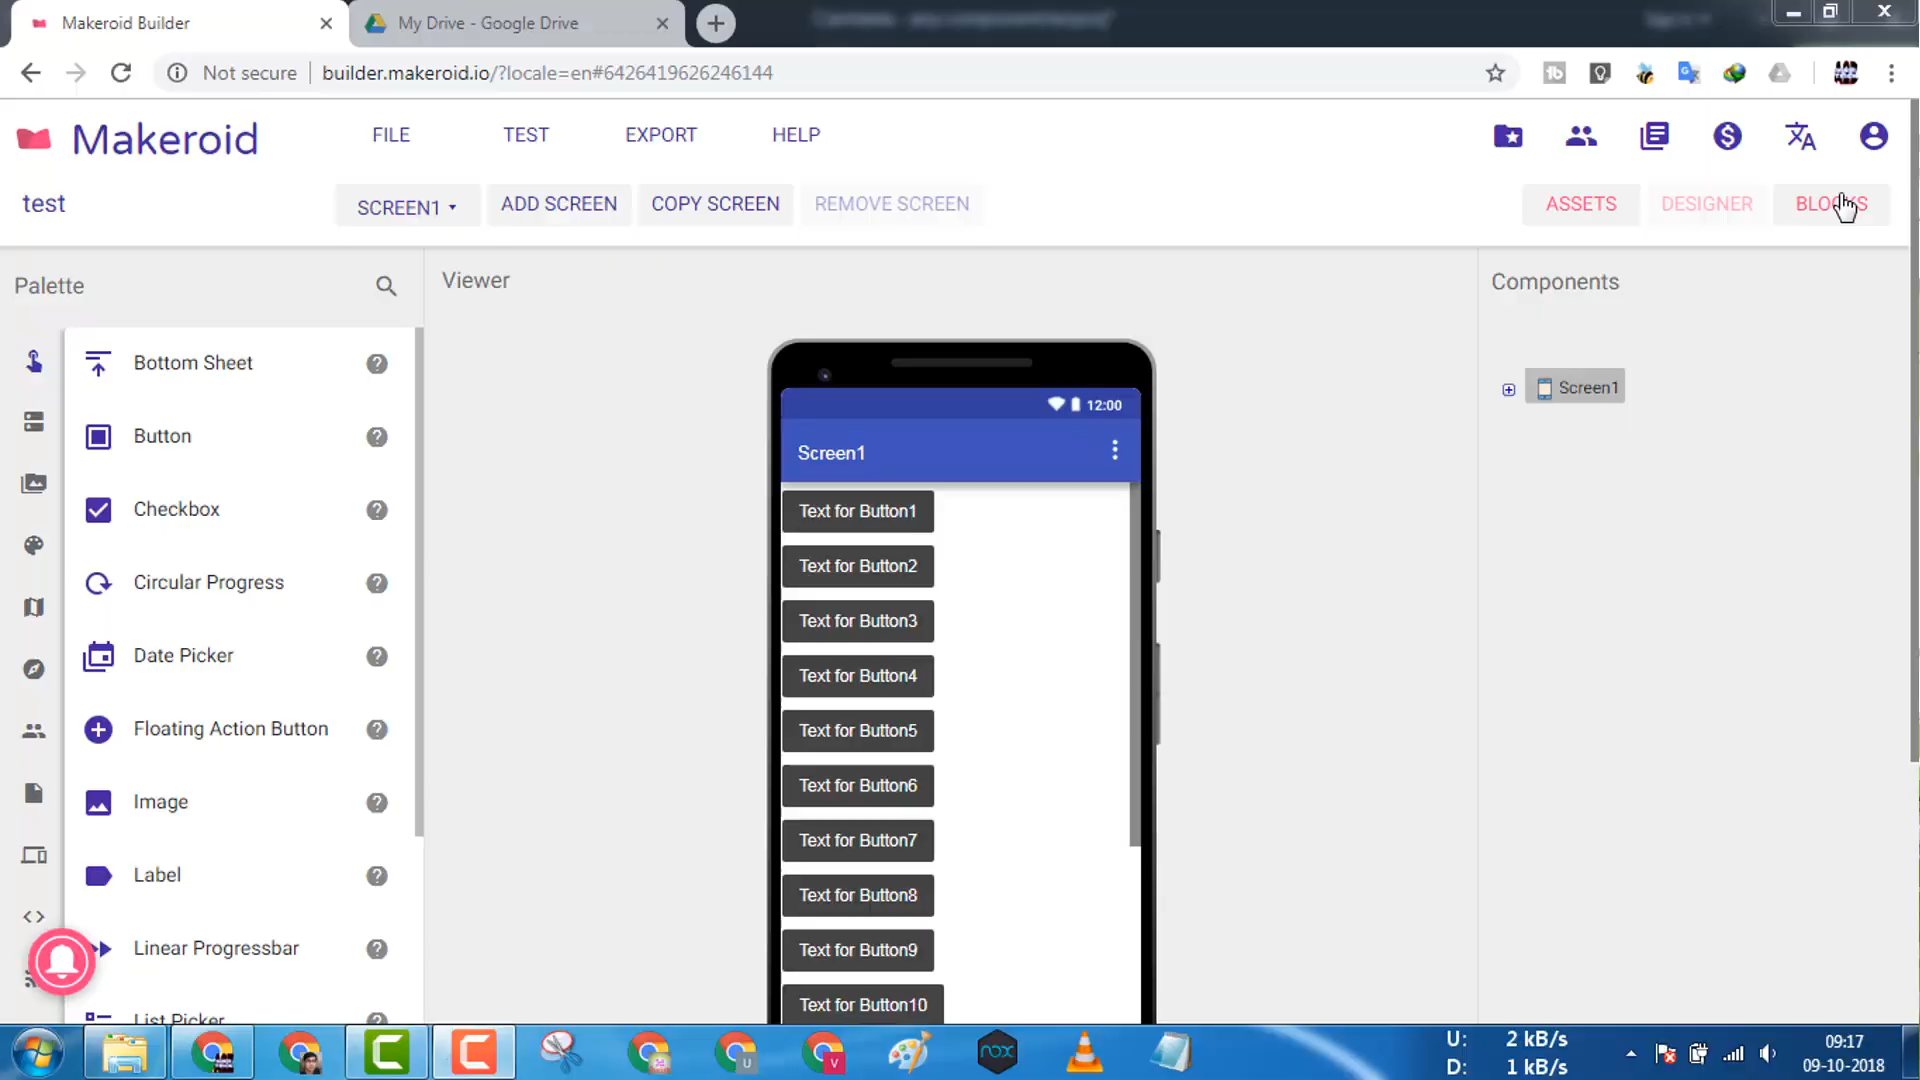 Makeroid Builder
My Drive - Google Drive
Not secure
builder.makeroid.io/?locale=en#6426419626246144
Makeroid
FILE
TEST
EXPORT
HELP
test
SCREEN1
ADD SCREEN
COPY SCREEN
REMOVE SCREEN
ASSETS
DESIGNER
BLOCKS
Palette
Viewer
Components
Bottom Sheet
Button
Checkbox
Circular Progress
Date Picker
Floating Action Button
Image
Label
Linear Progressbar
List Picker
12:00
Screen1
Text for Button1
Text for Button2
Text for Button3
Text for Button4
Text for Button5
Text for Button6
Text for Button7
Text for Button8
Text for Button9
Text for Button10
Screen1
nox
U
V
U: 2 kB/s
D: 1 kB/s
09:17
09-10-2018